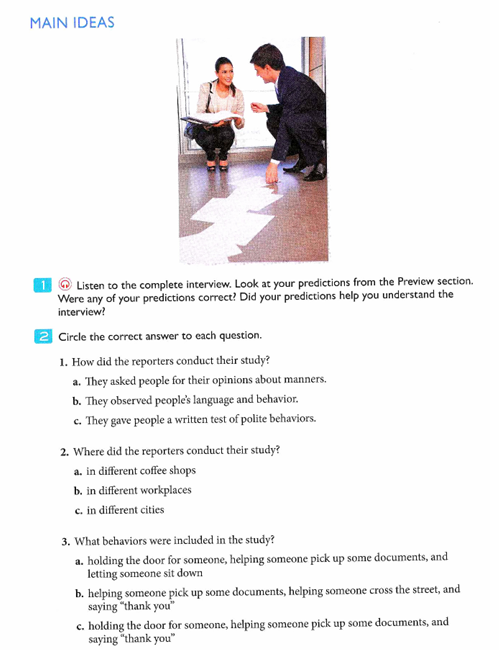 MAIN IDEAS
1 Listen to the complete interview. Look at your predictions from the Preview section.
Were any of your predictions correct? Did your predictions help you understand the
interview?
2 Circle the correct answer to each question.
1. How did the reporters conduct their study?
a. They asked people for their opinions about manners.
b. They observed people's language and behavior.
c. They gave people a written test of polite behaviors.
2. Where did the reporters conduct their study?
a. in different coffee shops
b. in different workplaces
c. in different cities
3. What behaviors were included in the study?
a. holding the door for someone, helping someone pick up some documents, and
letting someone sit down
b. helping someone pick up some documents, helping someone cross the street, and
saying "thank you"
c. holding the door for someone, helping someone pick up some documents, and
saying "thank you"